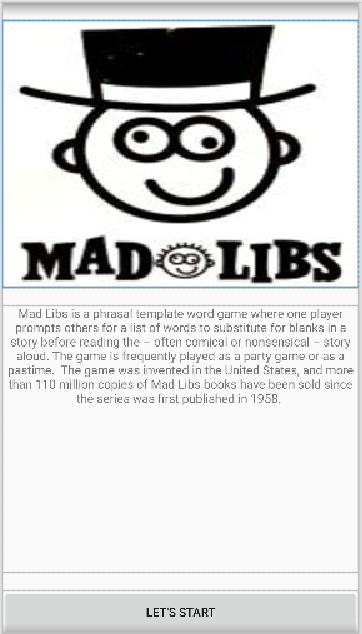 MAD LIBS
Mad Libs is a phrasal template word game where one player
prompts others for a list of words to substitute for blanks in a
story before reading the – often comical or nonsensical – story
aloud. The game is frequently played as a party game or as a
pastime. The game was invented in the United States, and more
than 110 million copies of Mad Libs books have been sold since
the series was first published in 1958.
LET'S START